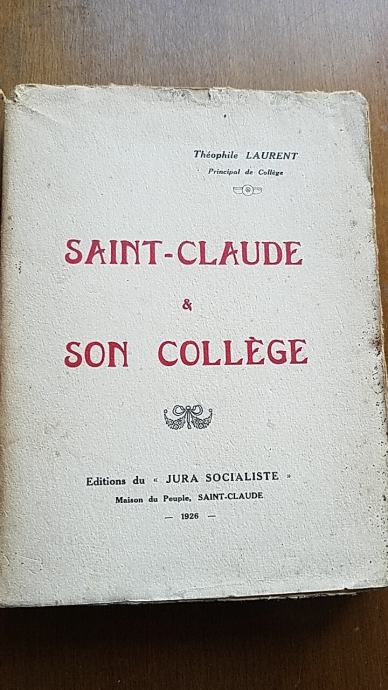 Théophile LAURENT
Principal de Collège
SAINT-CLAUDE
&
SON COLLÈGE
Editions du « JURA SOCIALISTE »
Maison du Peuple, SAINT-CLAUDE
— 1926 —